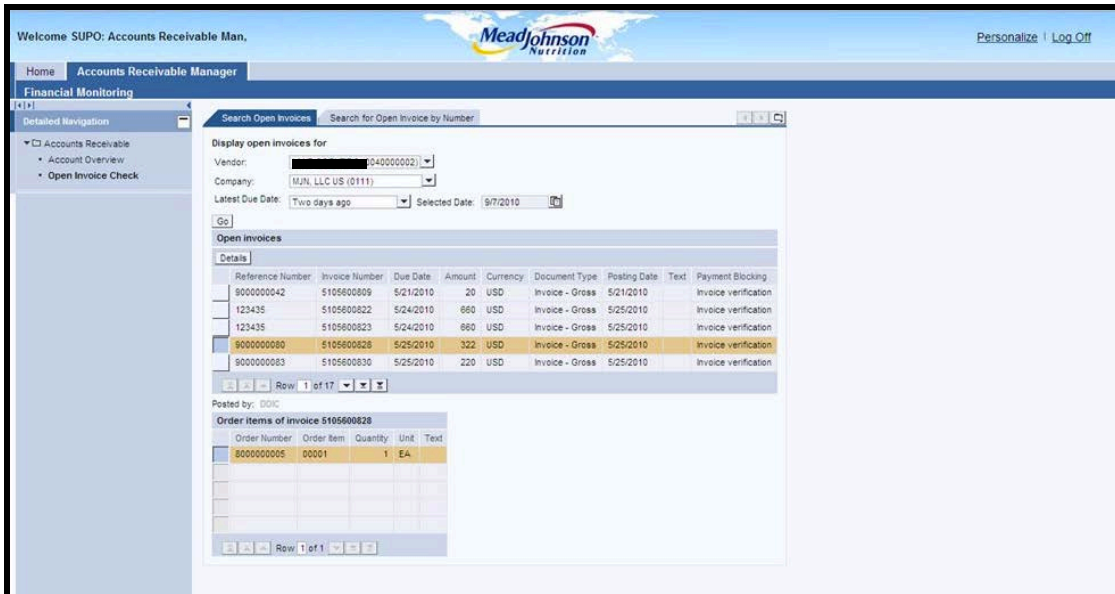 Welcome SUPO: Accounts Receivable Man,
MeadJohnson
Nutrition
Personalize | Log Off
Home Accounts Receivable Manager
Financial Monitoring
Detailed Navigation
Accounts Receivable
• Account Overview
• Open Invoice Check
Search Open Invoices Search for Open Invoice by Number
Display open invoices for
Vendor: 0040000002)
Company: MJN, LLC US (0111)
Latest Due Date: Two days ago Selected Date: 9/7/2010
Go
Open invoices
Details
Reference Number Invoice Number Due Date Amount Currency Document Type Posting Date Text Payment Blocking
9000000042 5105600809 5/21/2010 20 USD Invoice - Gross 5/21/2010 Invoice verification
123435 5105600822 5/24/2010 660 USD Invoice - Gross 5/25/2010 Invoice verification
123435 5105600823 5/24/2010 660 USD Invoice - Gross 5/25/2010 Invoice verification
9000000080 5105600828 5/25/2010 322 USD Invoice - Gross 5/25/2010 Invoice verification
9000000083 5105600830 5/25/2010 220 USD Invoice - Gross 5/25/2010 Invoice verification
Row 1 of 17
Posted by: DDIC
Order items of invoice 5105600828
Order Number Order Item Quantity Unit Text
8000000005 00001 1 EA
Row 1 of 1